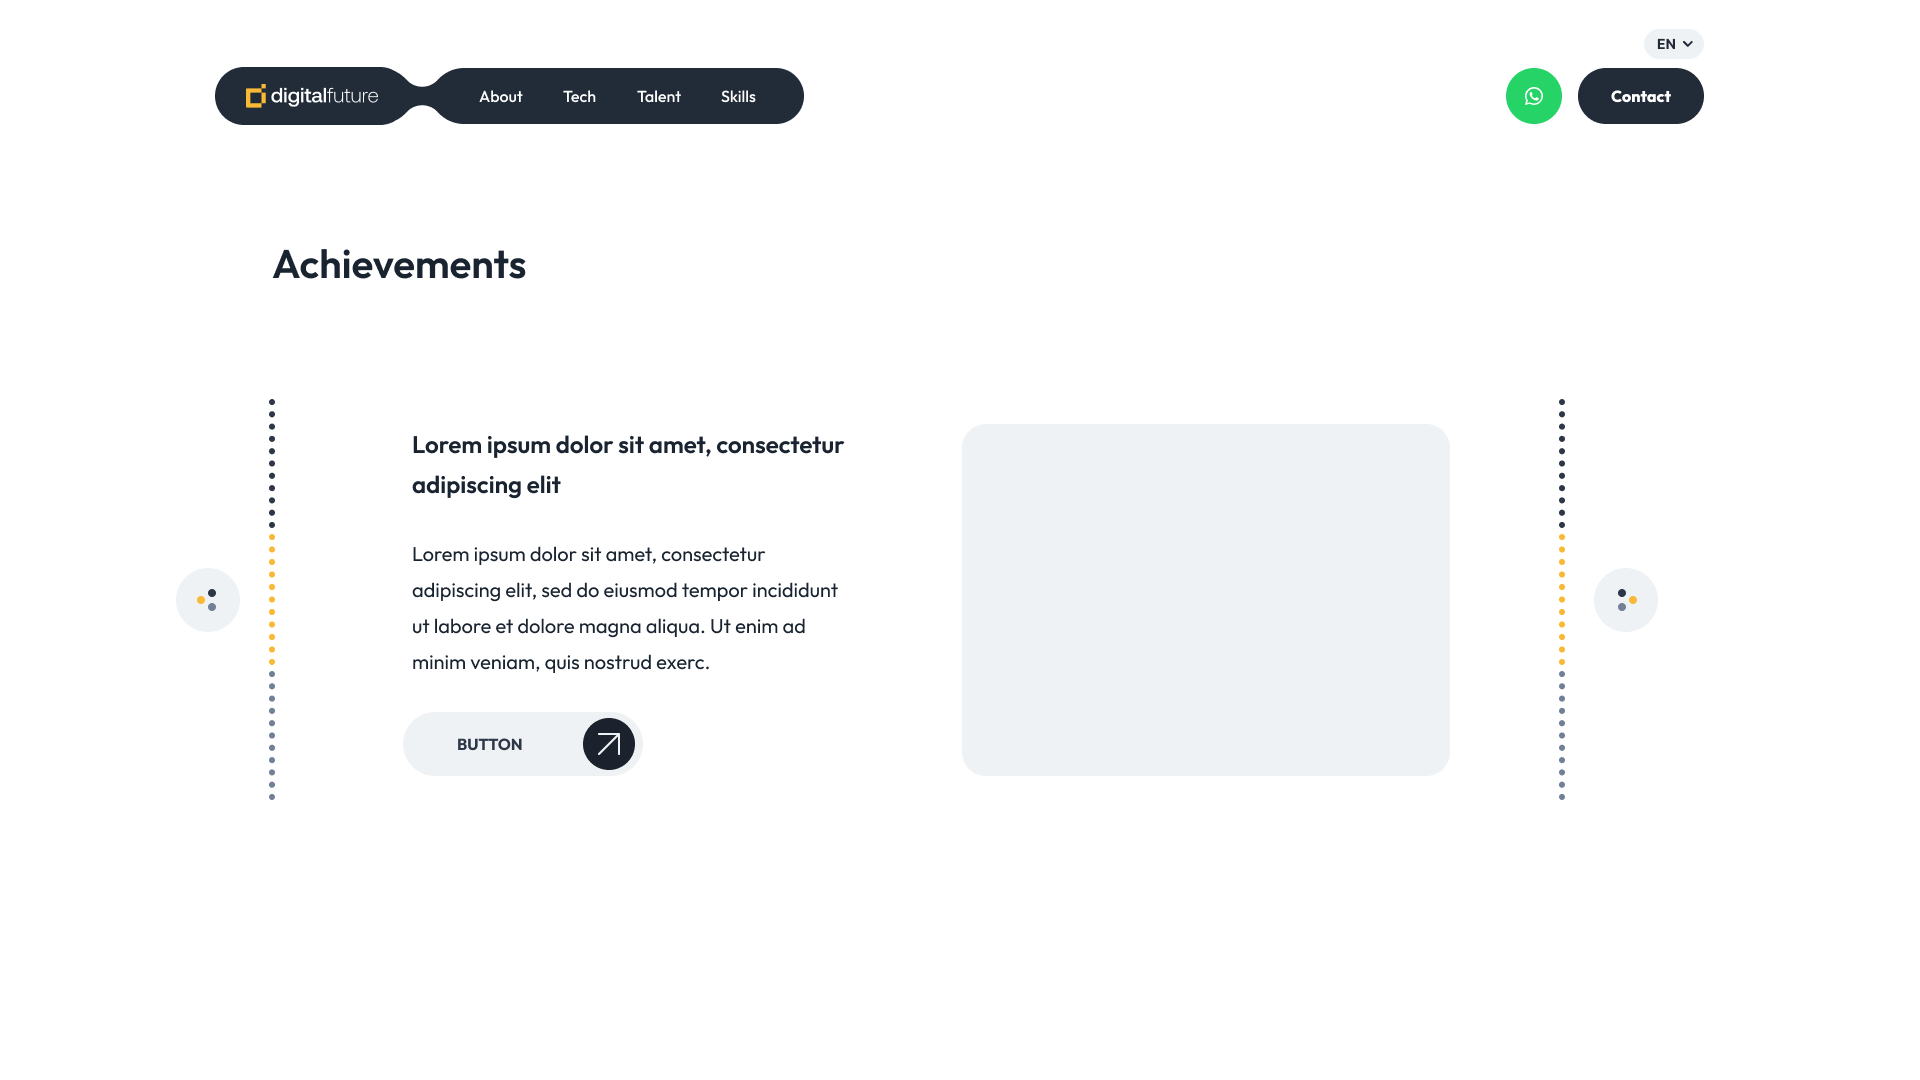 EN
digitalfuture
About
Tech
Talent
Skills
Contact
Achievements
Lorem ipsum dolor sit amet, consectetur
adipiscing elit
Lorem ipsum dolor sit amet, consectetur
adipiscing elit, sed do eiusmod tempor incididunt
ut labore et dolore magna aliqua. Ut enim ad
minim veniam, quis nostrud exerc.
BUTTON